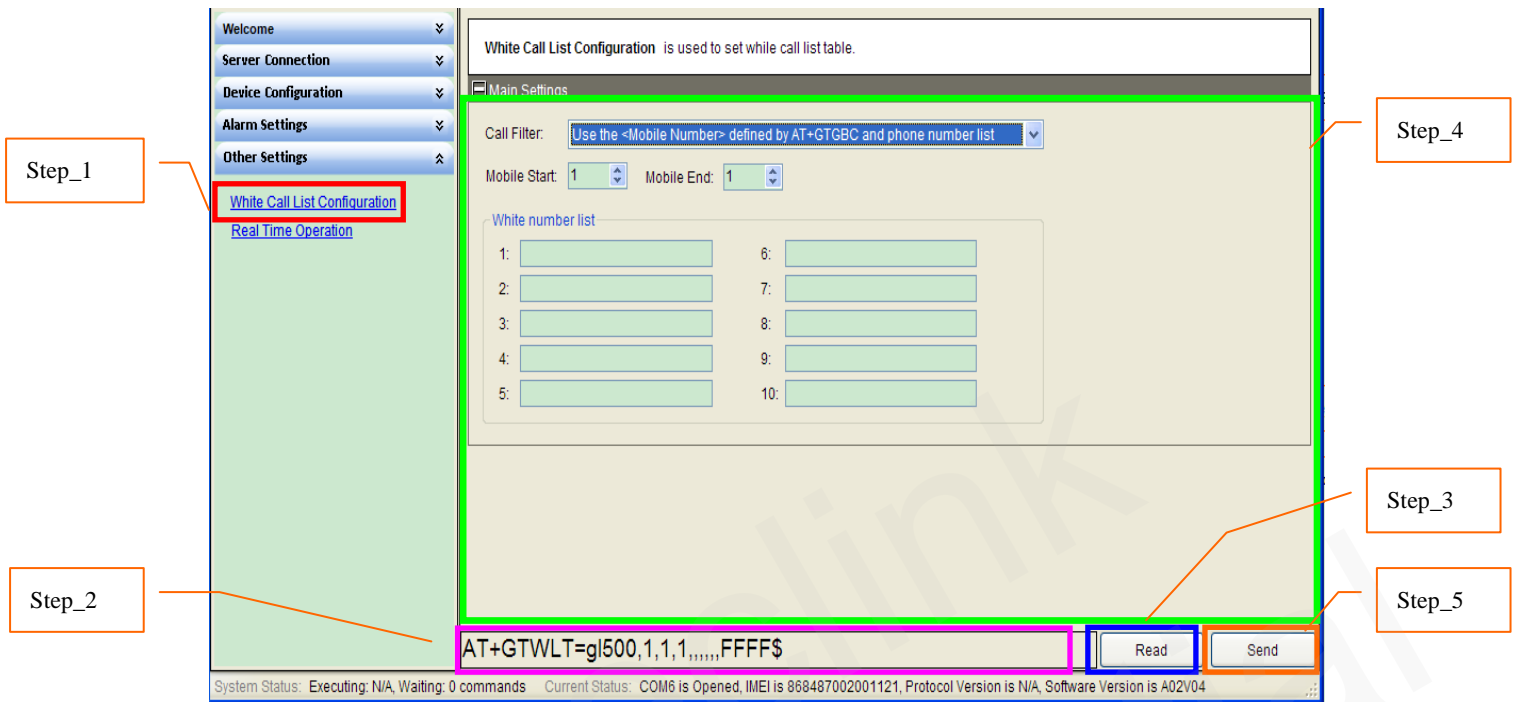 Welcome
Server Connection
Device Configuration
Alarm Settings
Other Settings
White Call List Configuration
Real Time Operation
White Call List Configuration is used to set while call list table.
Main Settings
Call Filter: Use the <Mobile Number> defined by AT+GTGBC and phone number list
Mobile Start: 1 Mobile End: 1
White number list
1: 6:
2: 7:
3: 8:
4: 9:
5: 10:
AT+GTWLT=gl500,1,1,1,,,,,,FFFF$
Read Send
System Status: Executing: N/A, Waiting: 0 commands Current Status: COM6 is Opened, IMEI is 868487002001121, Protocol Version is N/A, Software Version is A02V04
Step_1
Step_2
Step_4
Step_3
Step_5